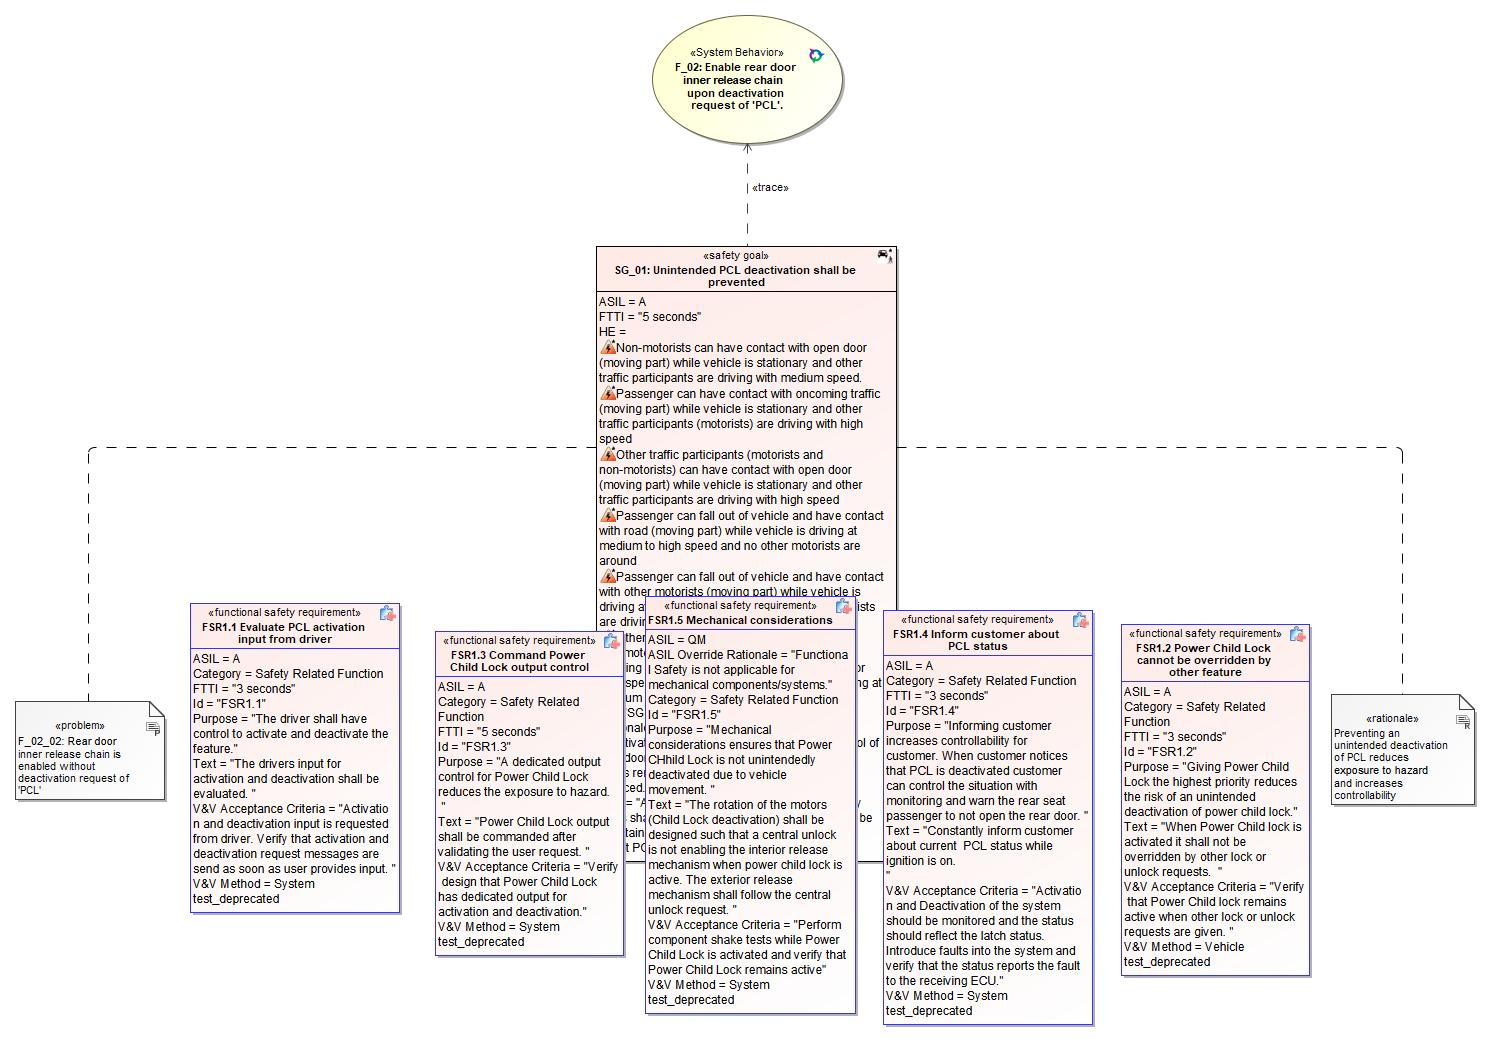 «System Behavior»
F_02: Enable rear door
inner release chain
upon deactivation
request of 'PCL'.
«trace»
«safety goal»
SG_01: Unintended PCL deactivation shall be
prevented
ASIL = A
FTTI = "5 seconds"
HE =
Non-motorists can have contact with open door
(moving part) while vehicle is stationary and other
traffic participants are driving with medium speed.
Passenger can have contact with oncoming traffic
(moving part) while vehicle is stationary and other
traffic participants (motorists) are driving with high
speed
Other traffic participants (motorists and
non-motorists) can have contact with open door
(moving part) while vehicle is stationary and other
traffic participants are driving with high speed
Passenger can fall out of vehicle and have contact
with road (moving part) while vehicle is driving at
medium to high speed and no other motorists are
around
Passenger can fall out of vehicle and have contact
with other motorists (moving part) while vehicle is
driving
«problem»
F_02_02: Rear door
inner release chain is
enabled without
deactivation request of
'PCL'
«functional safety requirement»
FSR1.1 Evaluate PCL activation
input from driver
ASIL = A
Category = Safety Related Function
FTTI = "3 seconds"
Id = "FSR1.1"
Purpose = "The driver shall have
control to activate and deactivate the
feature."
Text = "The drivers input for
activation and deactivation shall be
evaluated. "
V&V Acceptance Criteria = "Activatio
n and deactivation input is requested
from driver. Verify that activation and
deactivation request messages are
send as soon as user provides input. "
V&V Method = System
test_deprecated
«functional safety requirement»
FSR1.3 Command Power
Child Lock output control
ASIL = A
Category = Safety Related
Function
FTTI = "5 seconds"
Id = "FSR1.3"
Purpose = "A dedicated output
control for Power Child Lock
reduces the exposure to hazard.
"
Text = "Power Child Lock output
shall be commanded after
validating the user request. "
V&V Acceptance Criteria = "Verify
design that Power Child Lock
has dedicated output for
activation and deactivation."
V&V Method = System
test_deprecated
«functional safety requirement»
FSR1.5 Mechanical considerations
ASIL = QM
ASIL Override Rationale = "Functiona
l Safety is not applicable for
mechanical components/systems."
Category = Safety Related Function
Id = "FSR1.5"
Purpose = "Mechanical
considerations ensures that Power
CHhild Lock is not unintendedly
deactivated due to vehicle
movement. "
Text = "The rotation of the motors
(Child Lock deactivation) shall be
designed such that a central unlock
is not enabling the interior release
mechanism when power child lock is
active. The exterior release
mechanism shall follow the central
unlock request. "
V&V Acceptance Criteria = "Perform
component shake tests while Power
Child Lock is activated and verify that
Power Child Lock remains active"
V&V Method = System
test_deprecated
«functional safety requirement»
FSR1.4 Inform customer about
PCL status
ASIL = A
Category = Safety Related Function
FTTI = "3 seconds"
Id = "FSR1.4"
Purpose = "Informing customer
increases controllability for
customer. When customer notices
that PCL is deactivated customer
can control the situation with
monitoring and warn the rear seat
passenger to not open the rear door. "
Text = "Constantly inform customer
about current  PCL status while
ignition is on.
"
V&V Acceptance Criteria = "Activatio
n and Deactivation of the system
should be monitored and the status
should reflect the latch status.
Introduce faults into the system and
verify that the status reports the fault
to the receiving ECU."
V&V Method = System
test_deprecated
«functional safety requirement»
FSR1.2 Power Child Lock
cannot be overridden by
other feature
ASIL = A
Category = Safety Related
Function
FTTI = "3 seconds"
Id = "FSR1.2"
Purpose = "Giving Power Child
Lock the highest priority reduces
the risk of an unintended
deactivation of power child lock."
Text = "When Power Child lock is
activated it shall not be
overridden by other lock or
unlock requests.  "
V&V Acceptance Criteria = "Verify
that Power Child Lock remains
active when other lock or unlock
requests are given. "
V&V Method = Vehicle
test_deprecated
«rationale»
Preventing an
unintended deactivation
of PCL reduces
exposure to hazard
and increases
controllability